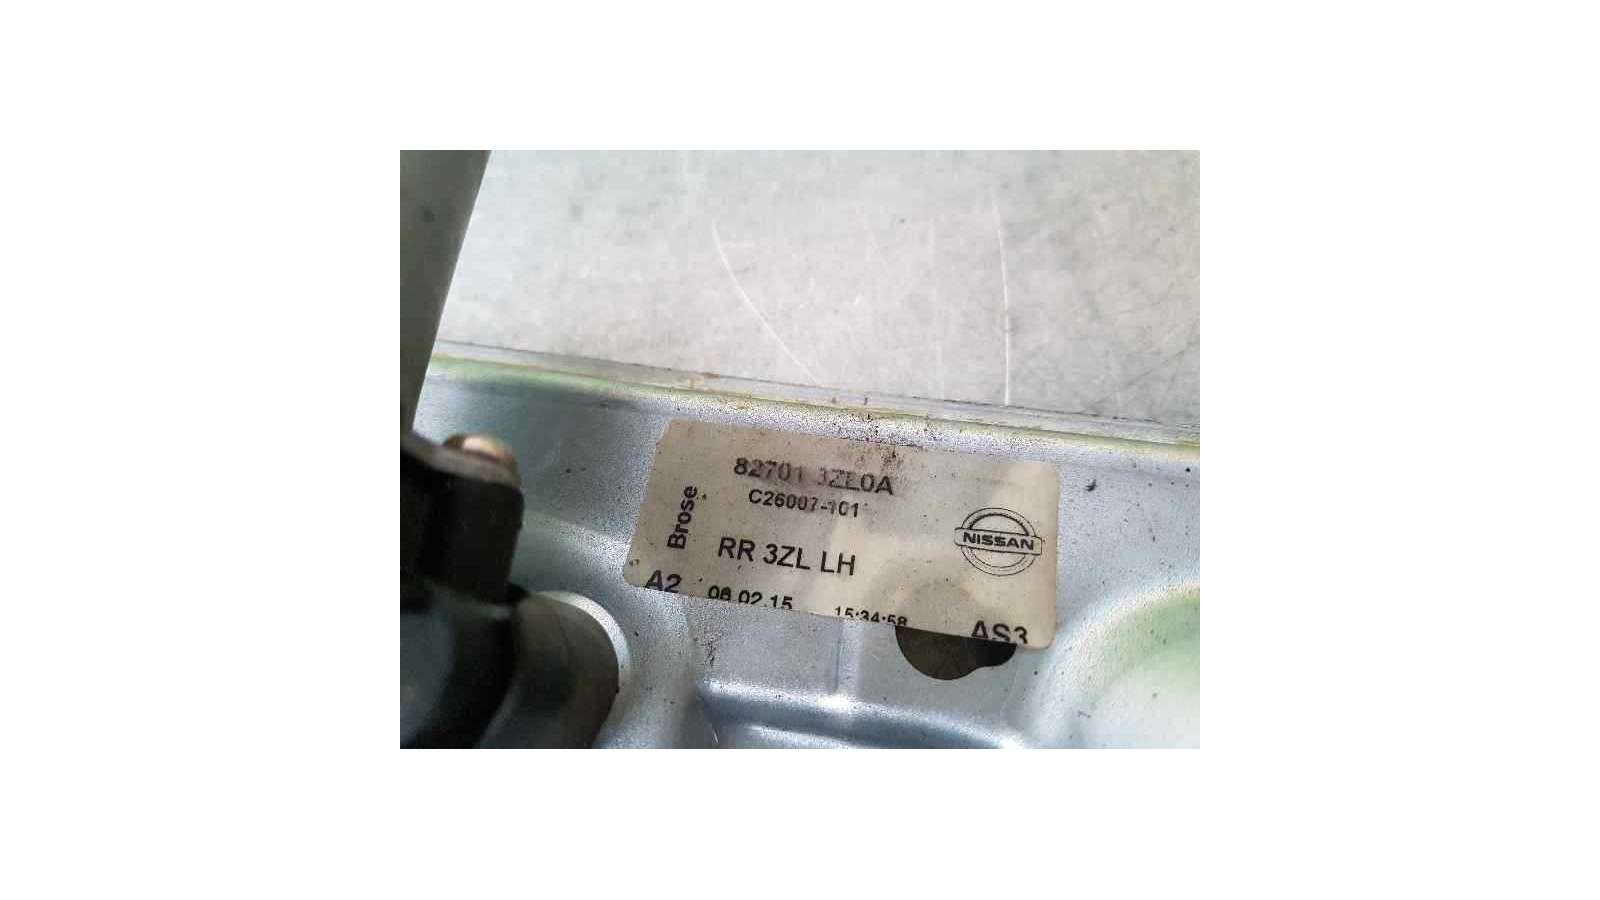 82701 3ZL0A
C26007-101
Brose
RR 3ZL LH
NISSAN
A2 06.02.15 15:34:58 AS3